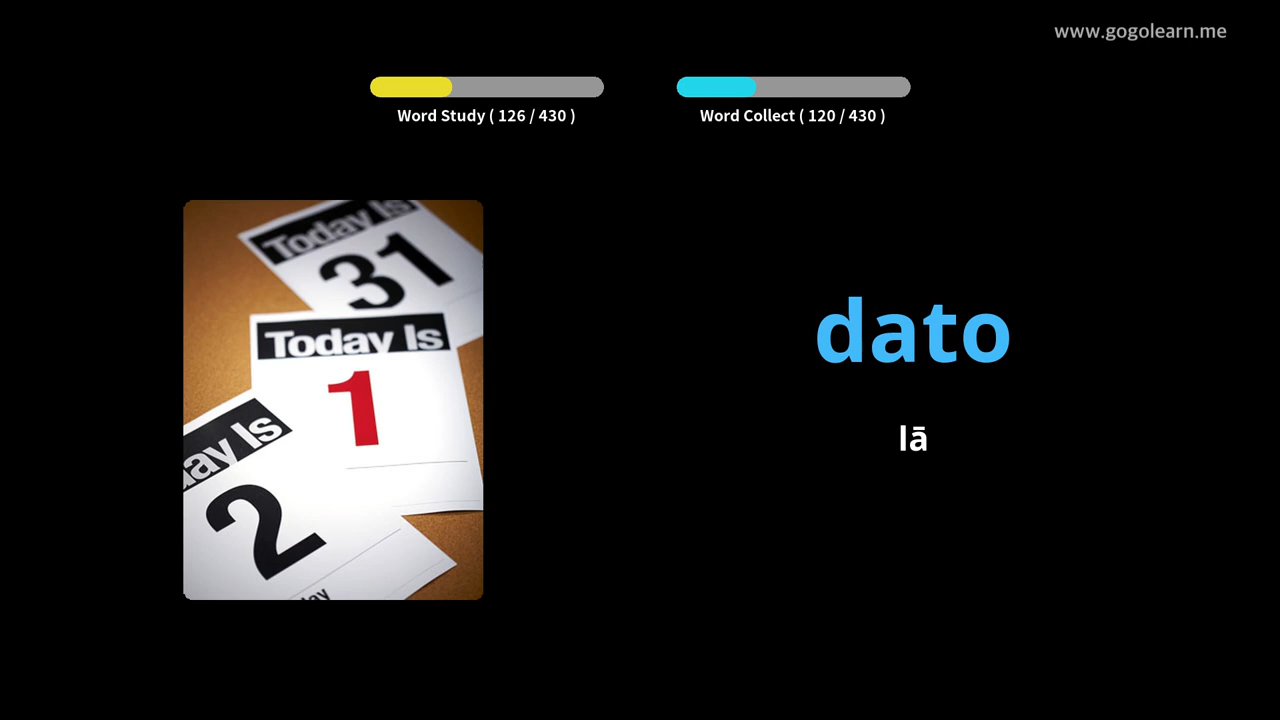 www.gogolearn.me
Word Study ( 126 / 430 )
Word Collect ( 120 / 430 )
Today Is
31
Today Is
1
ay Is
2
ay
dato
lā